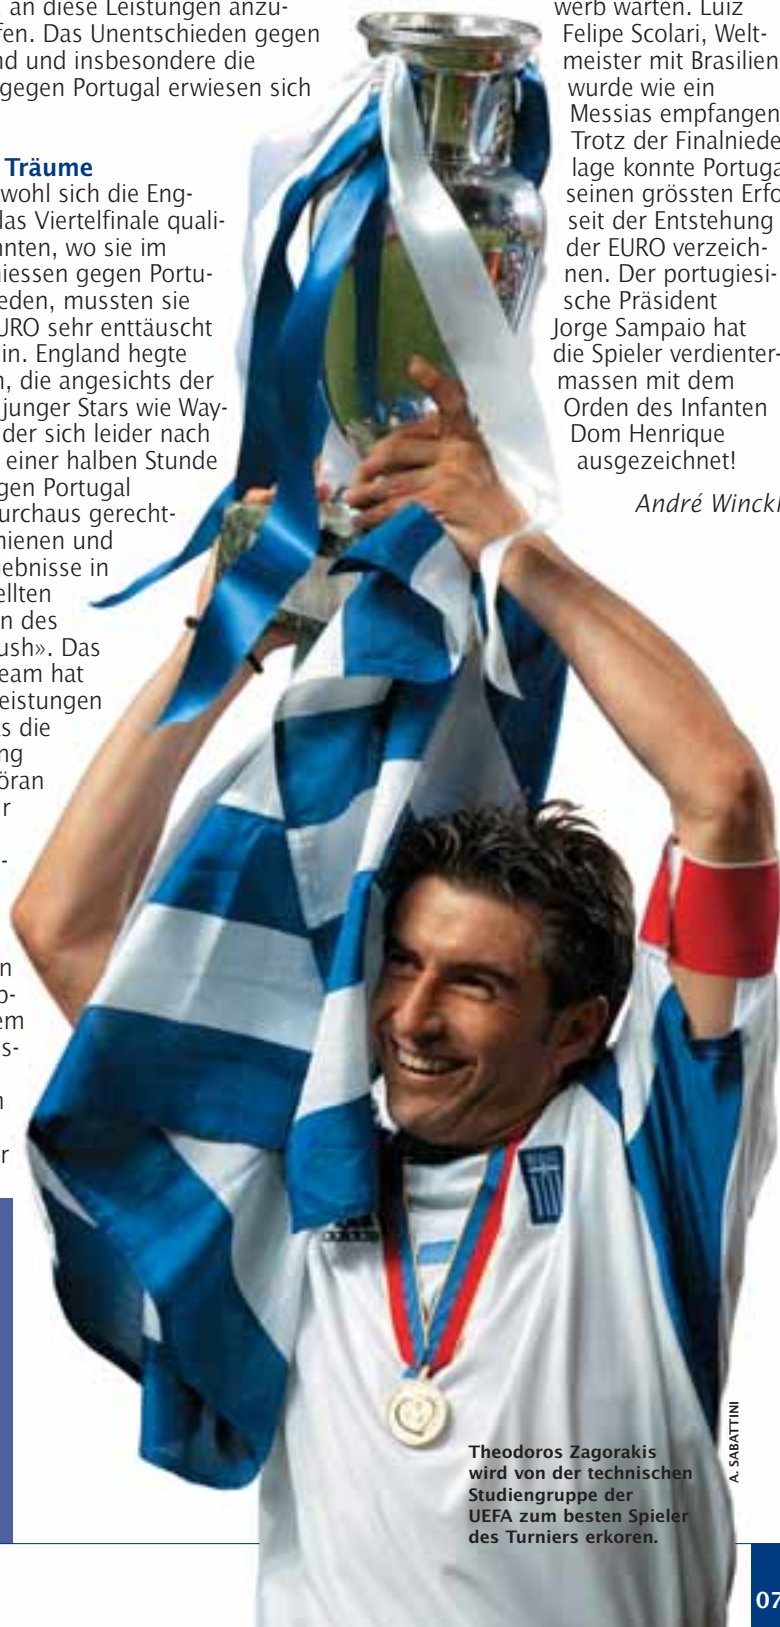 an diese Leistungen anzu-
fen. Das Unentschieden gegen
nd und insbesondere die
gegen Portugal erwiesen sich
Träume
wohl sich die Eng-
das Viertelfinale quali-
nnten, wo sie im
niessen gegen Portu-
eden, mussten sie
URO sehr enttäuscht
in. England hegte
n, die angesichts der
junger Stars wie Way-
der sich leider nach
einer halben Stunde
gen Portugal
urchaus gerecht-
nienen und
ebnisse in
ellten
n des
ush». Das
eam hat
eistungen
s die
ng
öran
r
-
n
o-
em
s-
n
r
werb warten. Luiz
Felipe Scolari, Welt-
meister mit Brasilien
wurde wie ein
Messias empfangen
Trotz der Finalniede
lage konnte Portuga
seinen grössten Erfo
seit der Entstehung
der EURO verzeich-
nen. Der portugiesi-
sche Präsident
Jorge Sampaio hat
die Spieler verdienter-
massen mit dem
Orden des Infanten
Dom Henrique
ausgezeichnet!
André Winckl
A. SABATTINI
Theodoros Zagorakis
wird von der technischen
Studiengruppe der
UEFA zum besten Spieler
des Turniers erkoren.
07